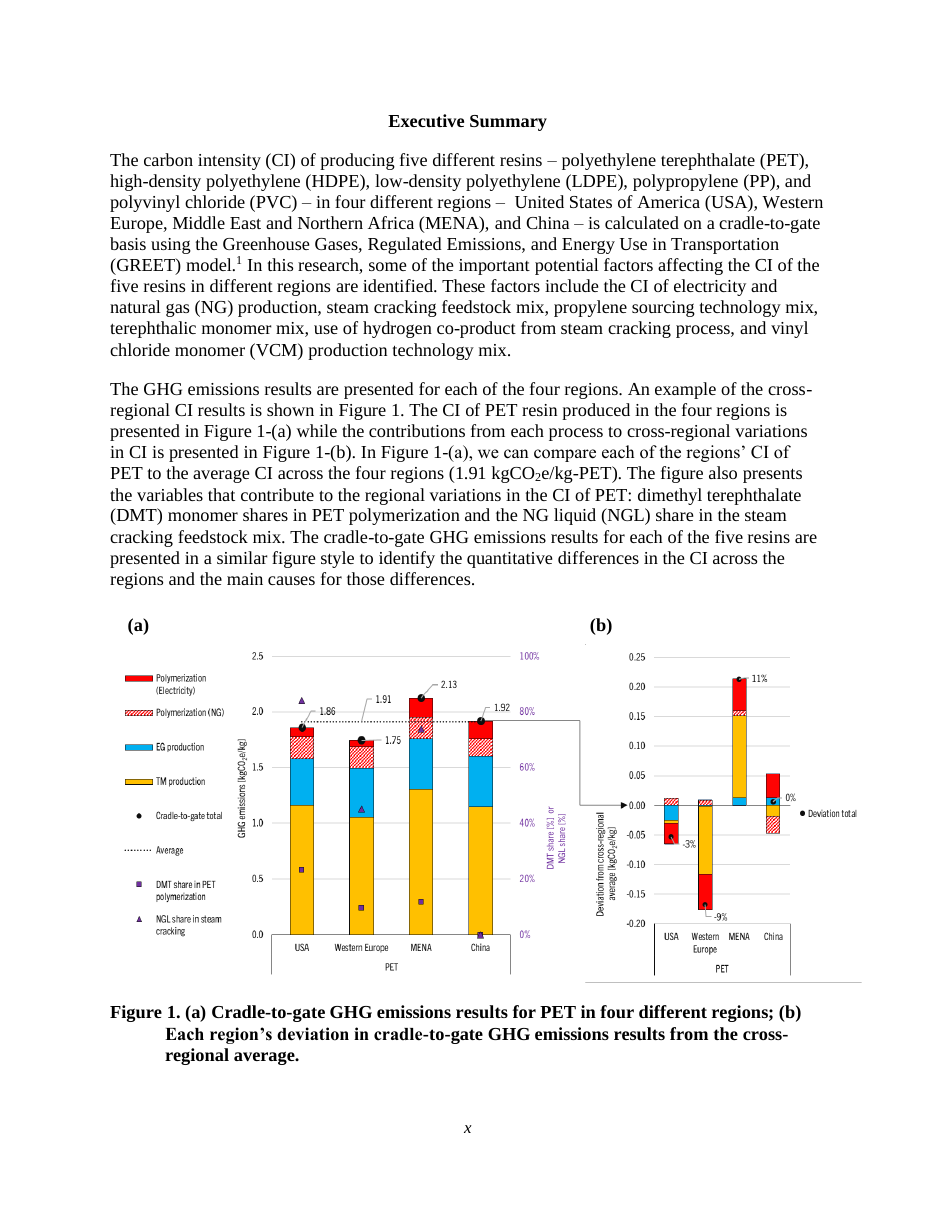 Executive Summary
The carbon intensity (CI) of producing five different resins – polyethylene terephthalate (PET),
high-density polyethylene (HDPE), low-density polyethylene (LDPE), polypropylene (PP), and
polyvinyl chloride (PVC) – in four different regions –  United States of America (USA), Western
Europe, Middle East and Northern Africa (MENA), and China – is calculated on a cradle-to-gate
basis using the Greenhouse Gases, Regulated Emissions, and Energy Use in Transportation
(GREET) model.1 In this research, some of the important potential factors affecting the CI of the
five resins in different regions are identified. These factors include the CI of electricity and
natural gas (NG) production, steam cracking feedstock mix, propylene sourcing technology mix,
terephthalic monomer mix, use of hydrogen co-product from steam cracking process, and vinyl
chloride monomer (VCM) production technology mix.
The GHG emissions results are presented for each of the four regions. An example of the cross-
regional CI results is shown in Figure 1. The CI of PET resin produced in the four regions is
presented in Figure 1-(a) while the contributions from each process to cross-regional variations
in CI is presented in Figure 1-(b). In Figure 1-(a), we can compare each of the regions’ CI of
PET to the average CI across the four regions (1.91 kgCO2e/kg-PET). The figure also presents
the variables that contribute to the regional variations in the CI of PET: dimethyl terephthalate
(DMT) monomer shares in PET polymerization and the NG liquid (NGL) share in the steam
cracking feedstock mix. The cradle-to-gate GHG emissions results for each of the five resins are
presented in a similar figure style to identify the quantitative differences in the CI across the
regions and the main causes for those differences.
(a)
Polymerization
(Electricity)
Polymerization (NG)
EG production
TM production
Cradle-to-gate total
Average
DMT share in PET
polymerization
NGL share in steam
cracking
GHG emissions [kgCO2e/kg]
2.5
2.0
1.5
1.0
0.5
0.0
1.86
1.91
1.75
2.13
1.92
100%
80%
60%
40%
20%
0%
DMT share [%] or
NGL share [%]
USA
Western Europe
MENA
China
PET
(b)
Deviation from cross-regional
average [kgCO2e/kg]
0.25
0.20
0.15
0.10
0.05
0.00
-0.05
-0.10
-0.15
-0.20
-3%
-9%
11%
0%
Deviation total
USA
Western
Europe
MENA
China
PET
Figure 1. (a) Cradle-to-gate GHG emissions results for PET in four different regions; (b)
Each region’s deviation in cradle-to-gate GHG emissions results from the cross-
regional average.
x